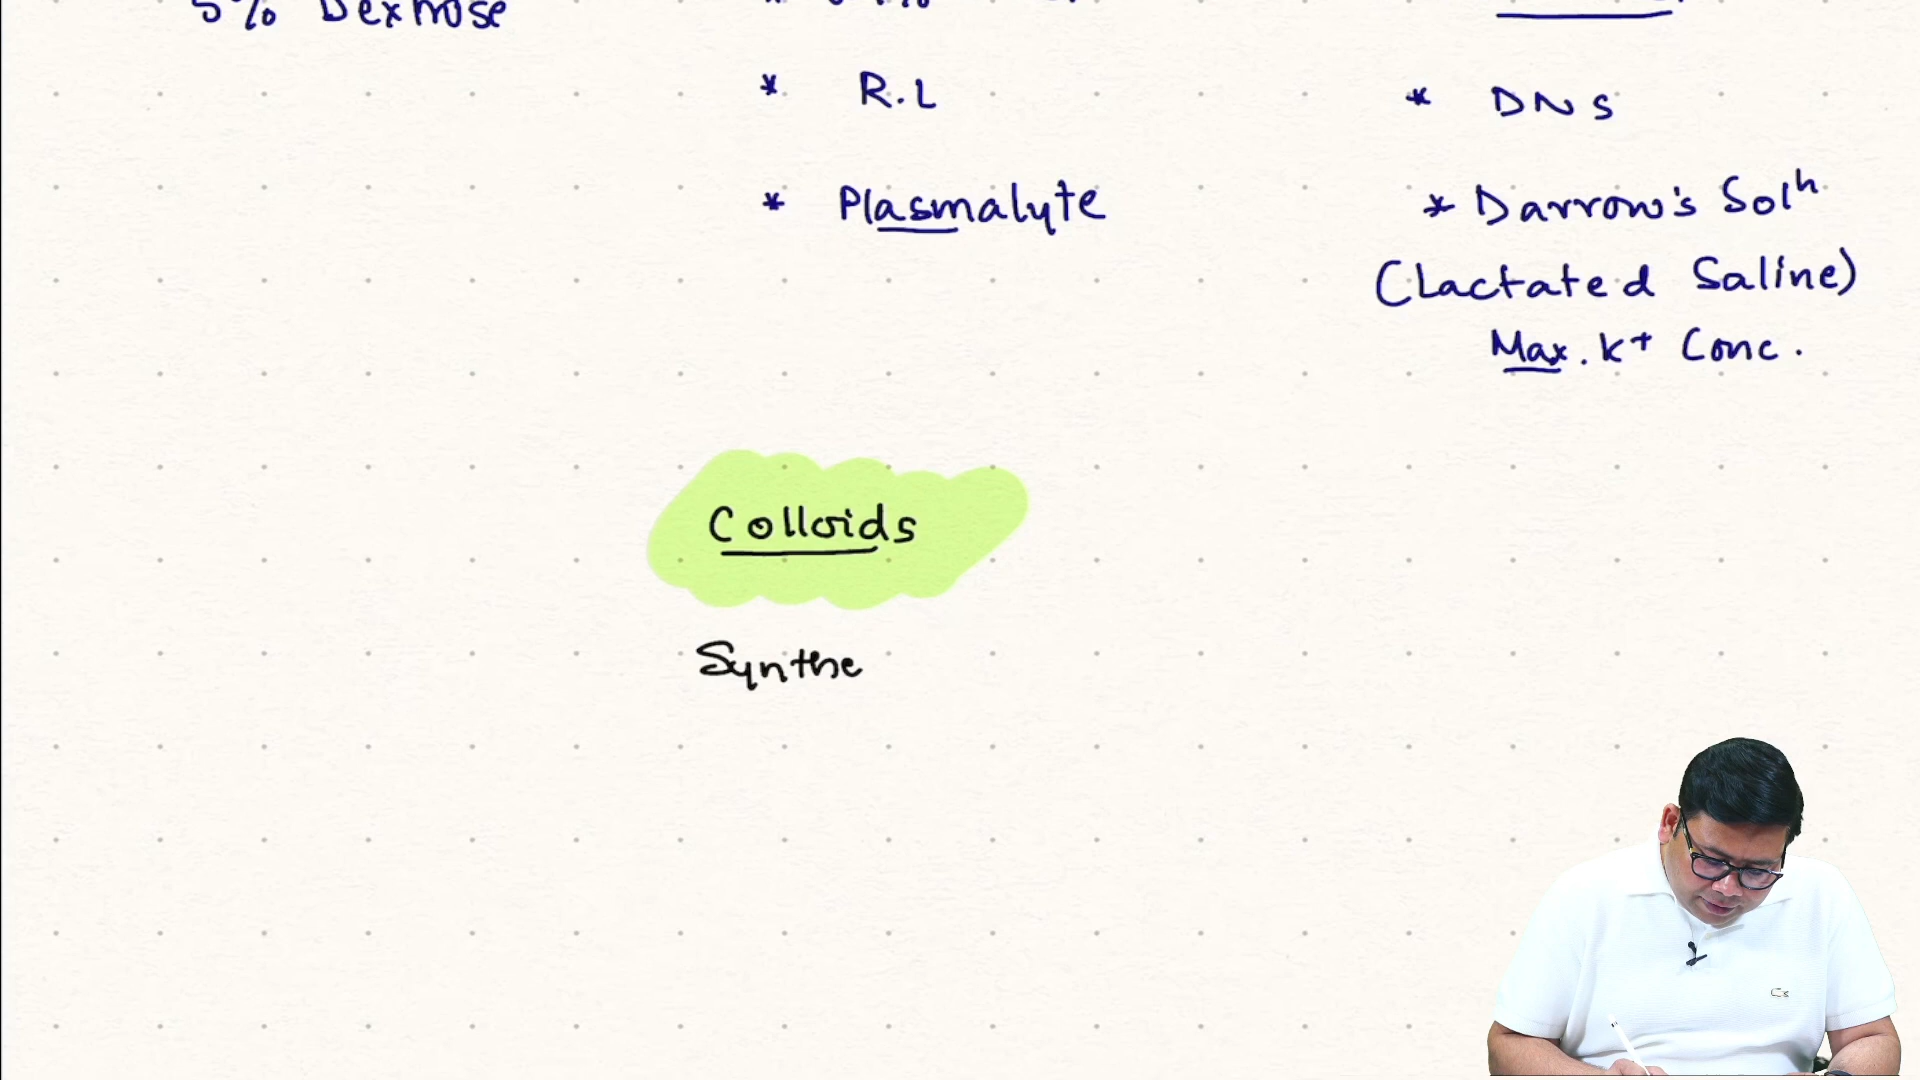 5% Dextrose
* R.L
* DNS
* Plasmalyte
* Darrow's Solⁿ
(Lactated Saline)
Max. K⁺ Conc.
Colloids
Synthe